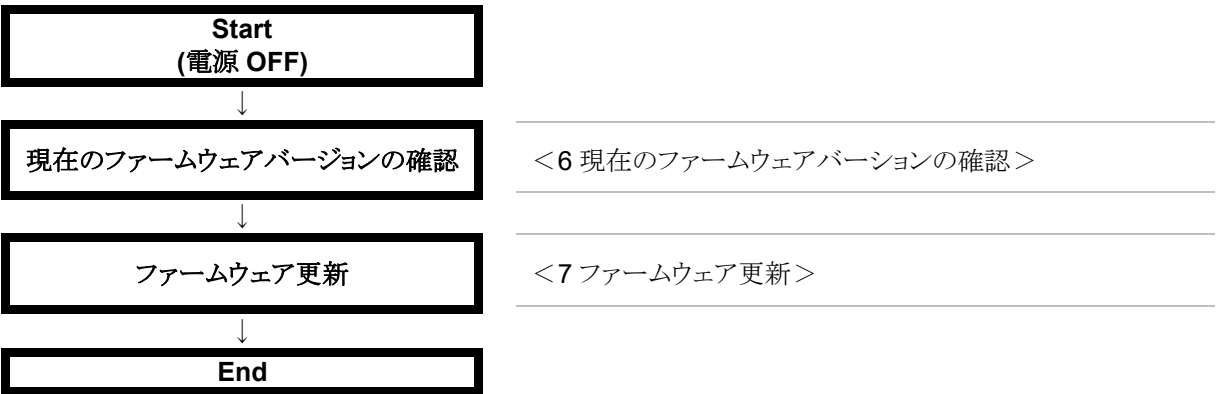 Start
(電源 OFF)
↓
現在のファームウェアバージョンの確認
<6 現在のファームウェアバーションの確認>
↓
ファームウェア更新
<7 ファームウェア更新>
↓
End